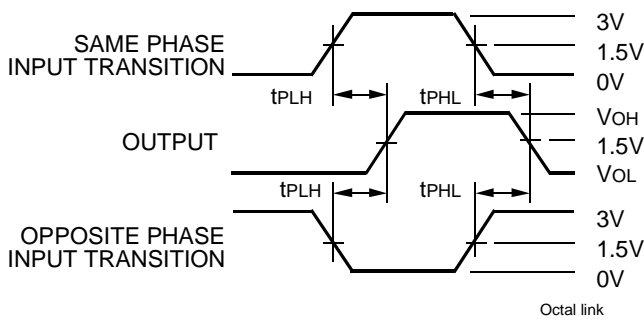 SAME PHASE
INPUT TRANSITION
3V
1.5V
0V
tPLH
tPHL
OUTPUT
VOH
1.5V
VOL
tPLH
tPHL
OPPOSITE PHASE
INPUT TRANSITION
3V
1.5V
0V
Octal link